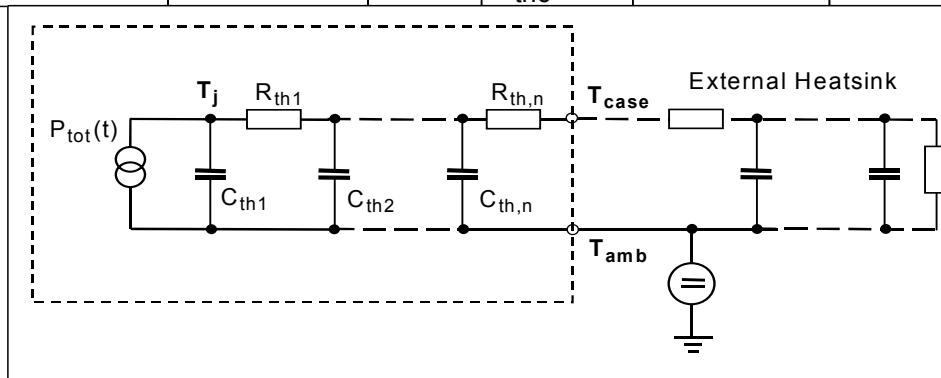 External Heatsink
T_j R_th1 R_th,n T_case
P_tot(t)
C_th1 C_th2 C_th,n
T_amb